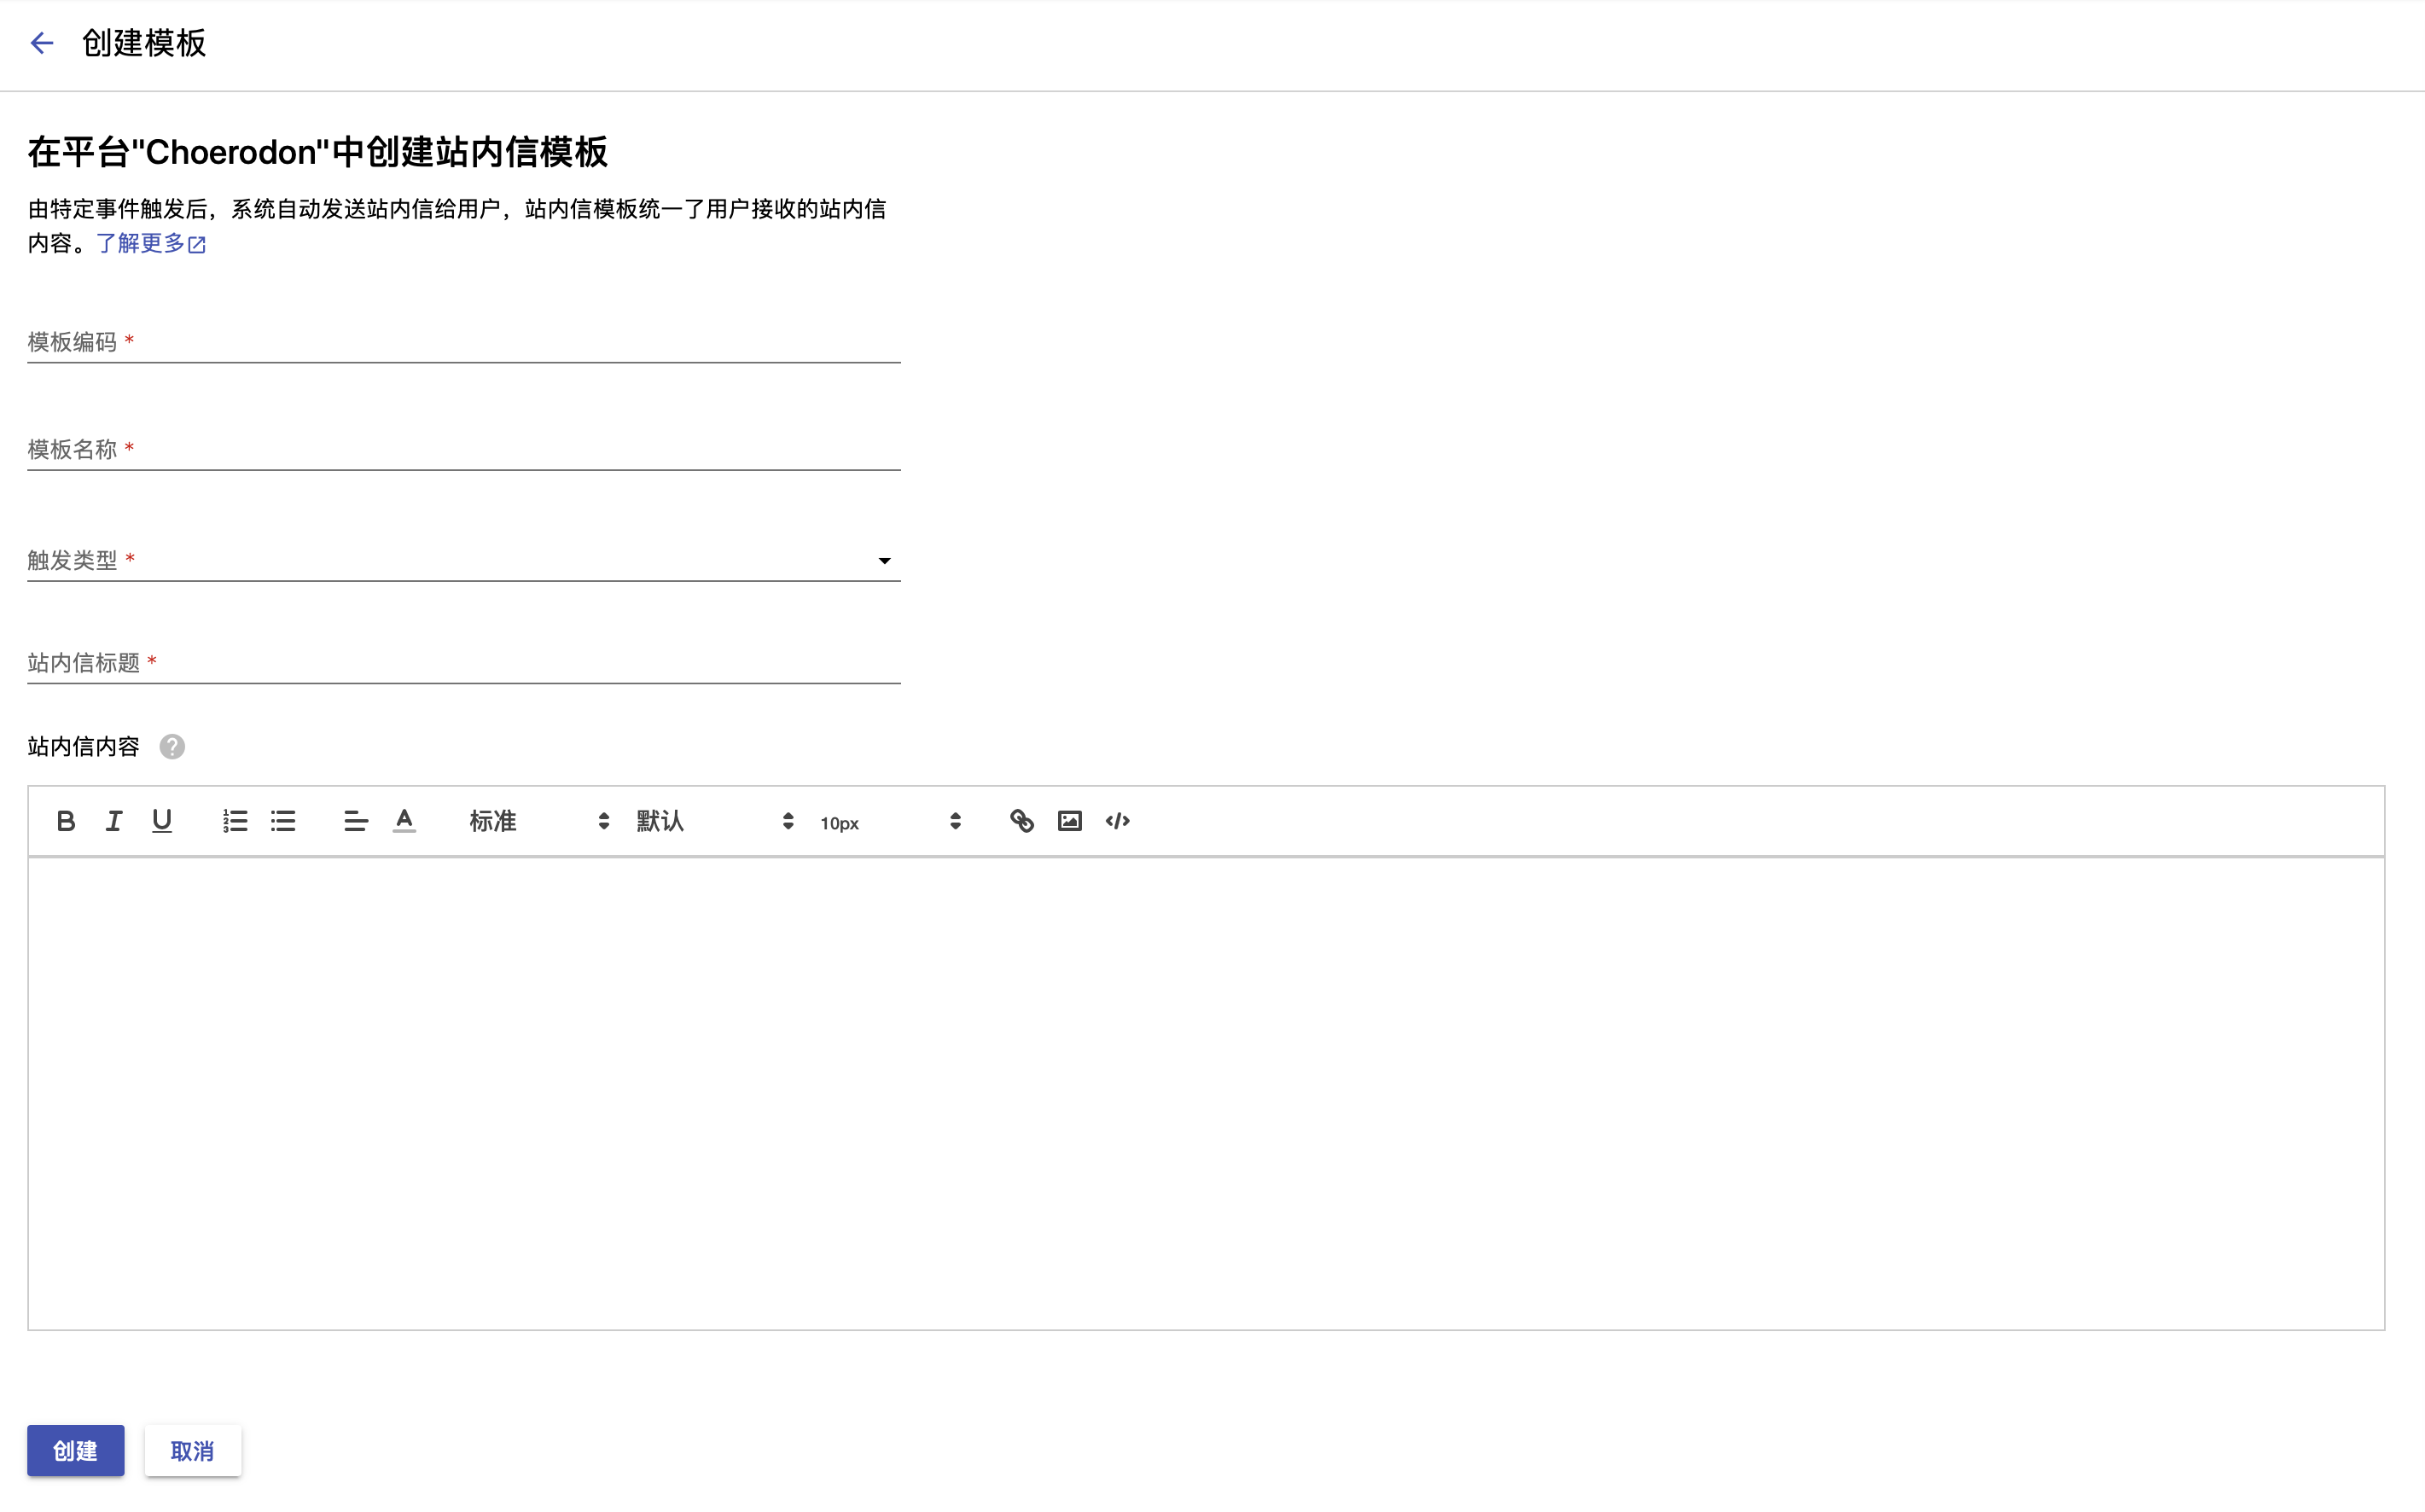 创建模板
在平台"Choerodon"中创建站内信模板
由特定事件触发后，系统自动发送站内信给用户，站内信模板统一了用户接收的站内信
内容。了解更多
模板编码 *
模板名称 *
触发类型 *
站内信标题 *
站内信内容
标准 默认 10px
创建 取消